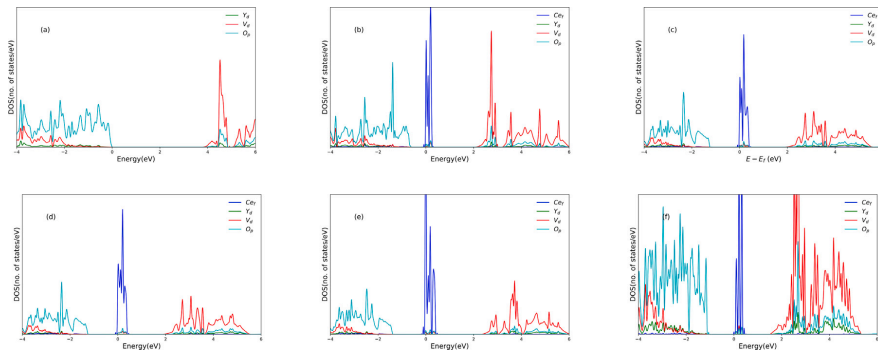 (a)
Y_d
V_d
O_p
DOS(no. of states/eV)
-4 -2 0 2 4 6
Energy(eV)
(b)
Ce_f
Y_d
V_d
O_p
DOS(no. of states/eV)
-4 -2 0 2 4 6
Energy(eV)
(c)
Ce_f
Y_d
V_d
O_p
DOS(no. of states/eV)
-4 -2 0 2 4 6
E − E_f (eV)
(d)
Ce_f
Y_d
V_d
O_p
DOS(no. of states/eV)
-4 -2 0 2 4 6
Energy(eV)
(e)
Ce_f
Y_d
V_d
O_p
DOS(no. of states/eV)
-4 -2 0 2 4 6
Energy(eV)
(f)
Ce_f
Y_d
V_d
O_p
DOS(no. of states/eV)
-4 -2 0 2 4 6
Energy(eV)